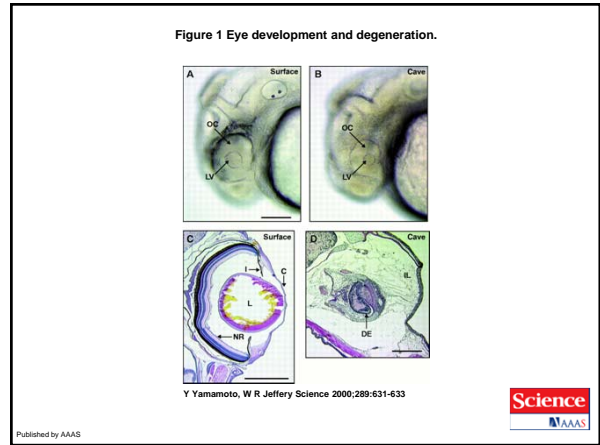 Figure 1 Eye development and degeneration.
A Surface
OC
LV
B Cave
OC
LV
C Surface
I
C
L
NR
D Cave
IL
DE
Y Yamamoto, W R Jeffery Science 2000;289:631-633
Published by AAAS
Science
AAAS